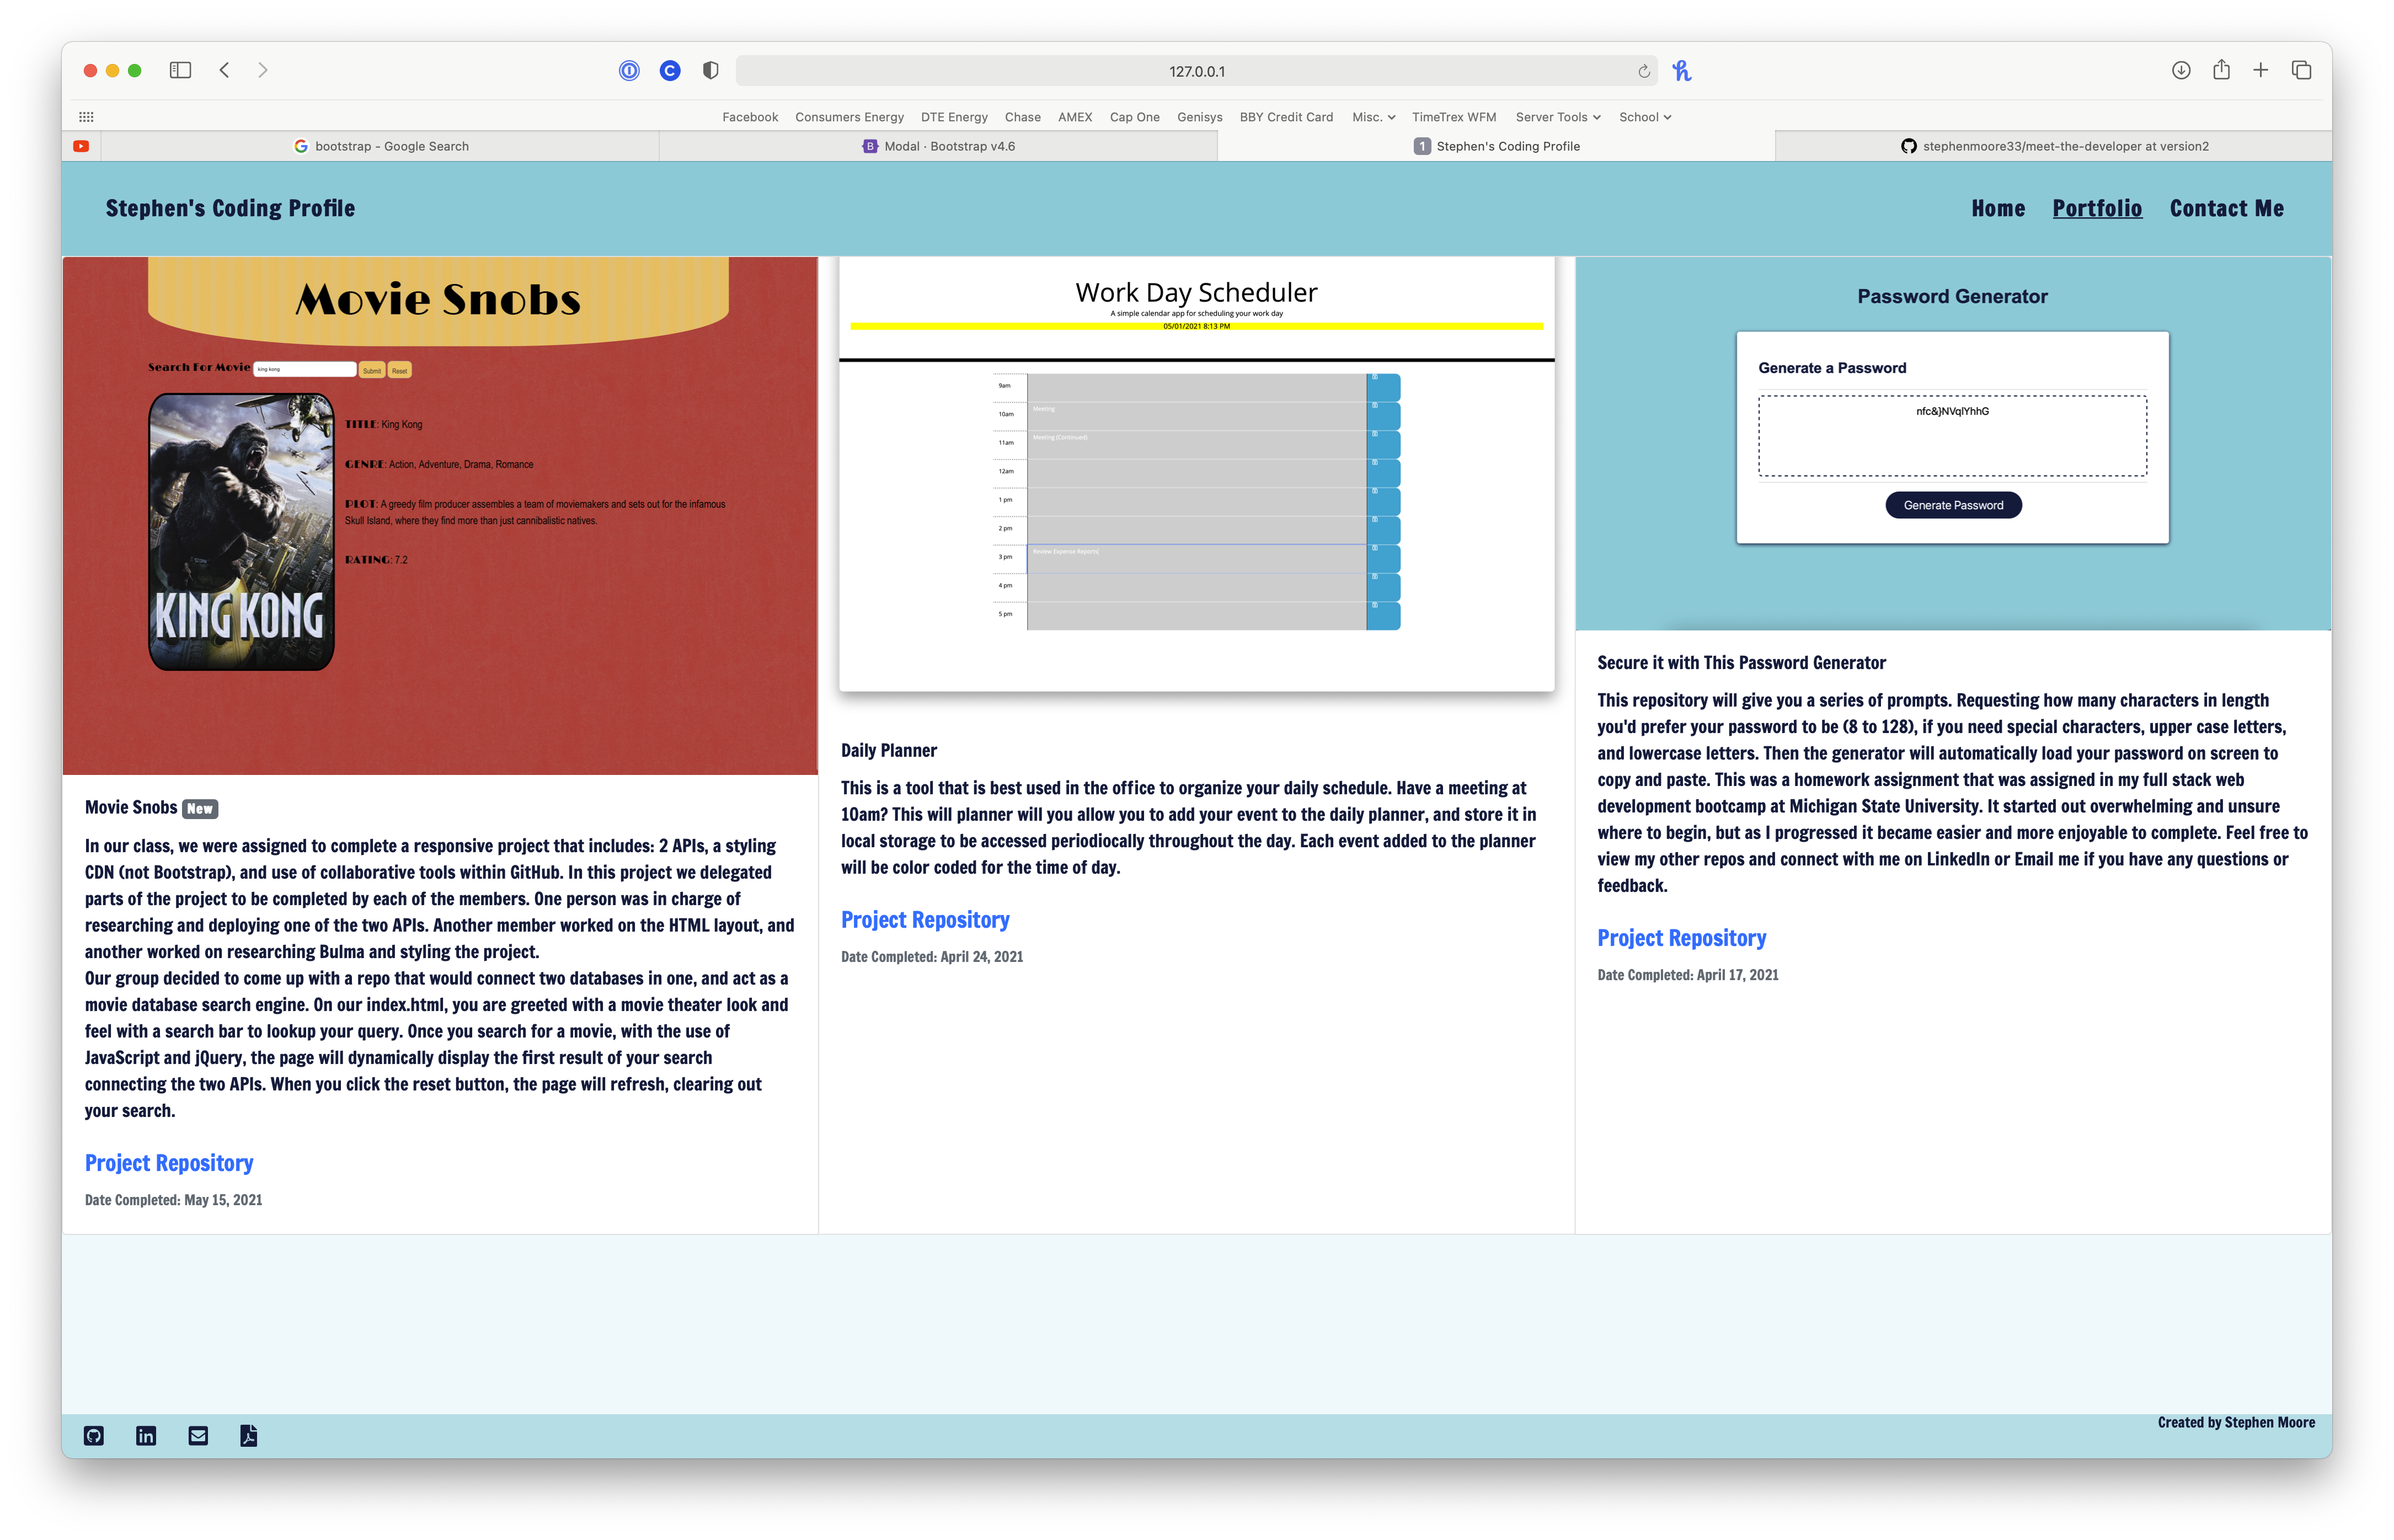 127.0.0.1
Facebook Consumers Energy DTE Energy Chase AMEX Cap One Genisys BBY Credit Card Misc. TimeTrex WFM Server Tools School
bootstrap - Google Search
Modal · Bootstrap v4.6
1 Stephen's Coding Profile
stephenmoore33/meet-the-developer at version2
Stephen's Coding Profile
Home Portfolio Contact Me
Movie Snobs
Search For Movie king kong Submit Reset
TITLE: King Kong
GENRE: Action, Adventure, Drama, Romance
PLOT: A greedy film producer assembles a team of moviemakers and sets out for the infamous
Skull Island, where they find more than just cannibalistic natives.
RATING: 7.2
KING KONG
Movie Snobs New
In our class, we were assigned to complete a responsive project that includes: 2 APIs, a styling
CDN (not Bootstrap), and use of collaborative tools within GitHub. In this project we delegated
parts of the project to be completed by each of the members. One person was in charge of
researching and deploying one of the two APIs. Another member worked on the HTML layout, and
another worked on researching Bulma and styling the project.
Our group decided to come up with a repo that would connect two databases in one, and act as a
movie database search engine. On our index.html, you are greeted with a movie theater look and
feel with a search bar to lookup your query. Once you search for a movie, with the use of
JavaScript and jQuery, the page will dynamically display the first result of your search
connecting the two APIs. When you click the reset button, the page will refresh, clearing out
your search.
Project Repository
Date Completed: May 15, 2021
Work Day Scheduler
A simple calendar app for scheduling your work day
05/01/2021 8:13 PM
9am
10am Meeting
11am Meeting (Continued)
12am
1 pm
2 pm
3 pm Review Expense Reports
4 pm
5 pm
Daily Planner
This is a tool that is best used in the office to organize your daily schedule. Have a meeting at
10am? This will planner will you allow you to add your event to the daily planner, and store it in
local storage to be accessed periodiocally throughout the day. Each event added to the planner
will be color coded for the time of day.
Project Repository
Date Completed: April 24, 2021
Password Generator
Generate a Password
nfc&}NVqlYhhG
Generate Password
Secure it with This Password Generator
This repository will give you a series of prompts. Requesting how many characters in length
you'd prefer your password to be (8 to 128), if you need special characters, upper case letters,
and lowercase letters. Then the generator will automatically load your password on screen to
copy and paste. This was a homework assignment that was assigned in my full stack web
development bootcamp at Michigan State University. It started out overwhelming and unsure
where to begin, but as I progressed it became easier and more enjoyable to complete. Feel free to
view my other repos and connect with me on LinkedIn or Email me if you have any questions or
feedback.
Project Repository
Date Completed: April 17, 2021
Created by Stephen Moore